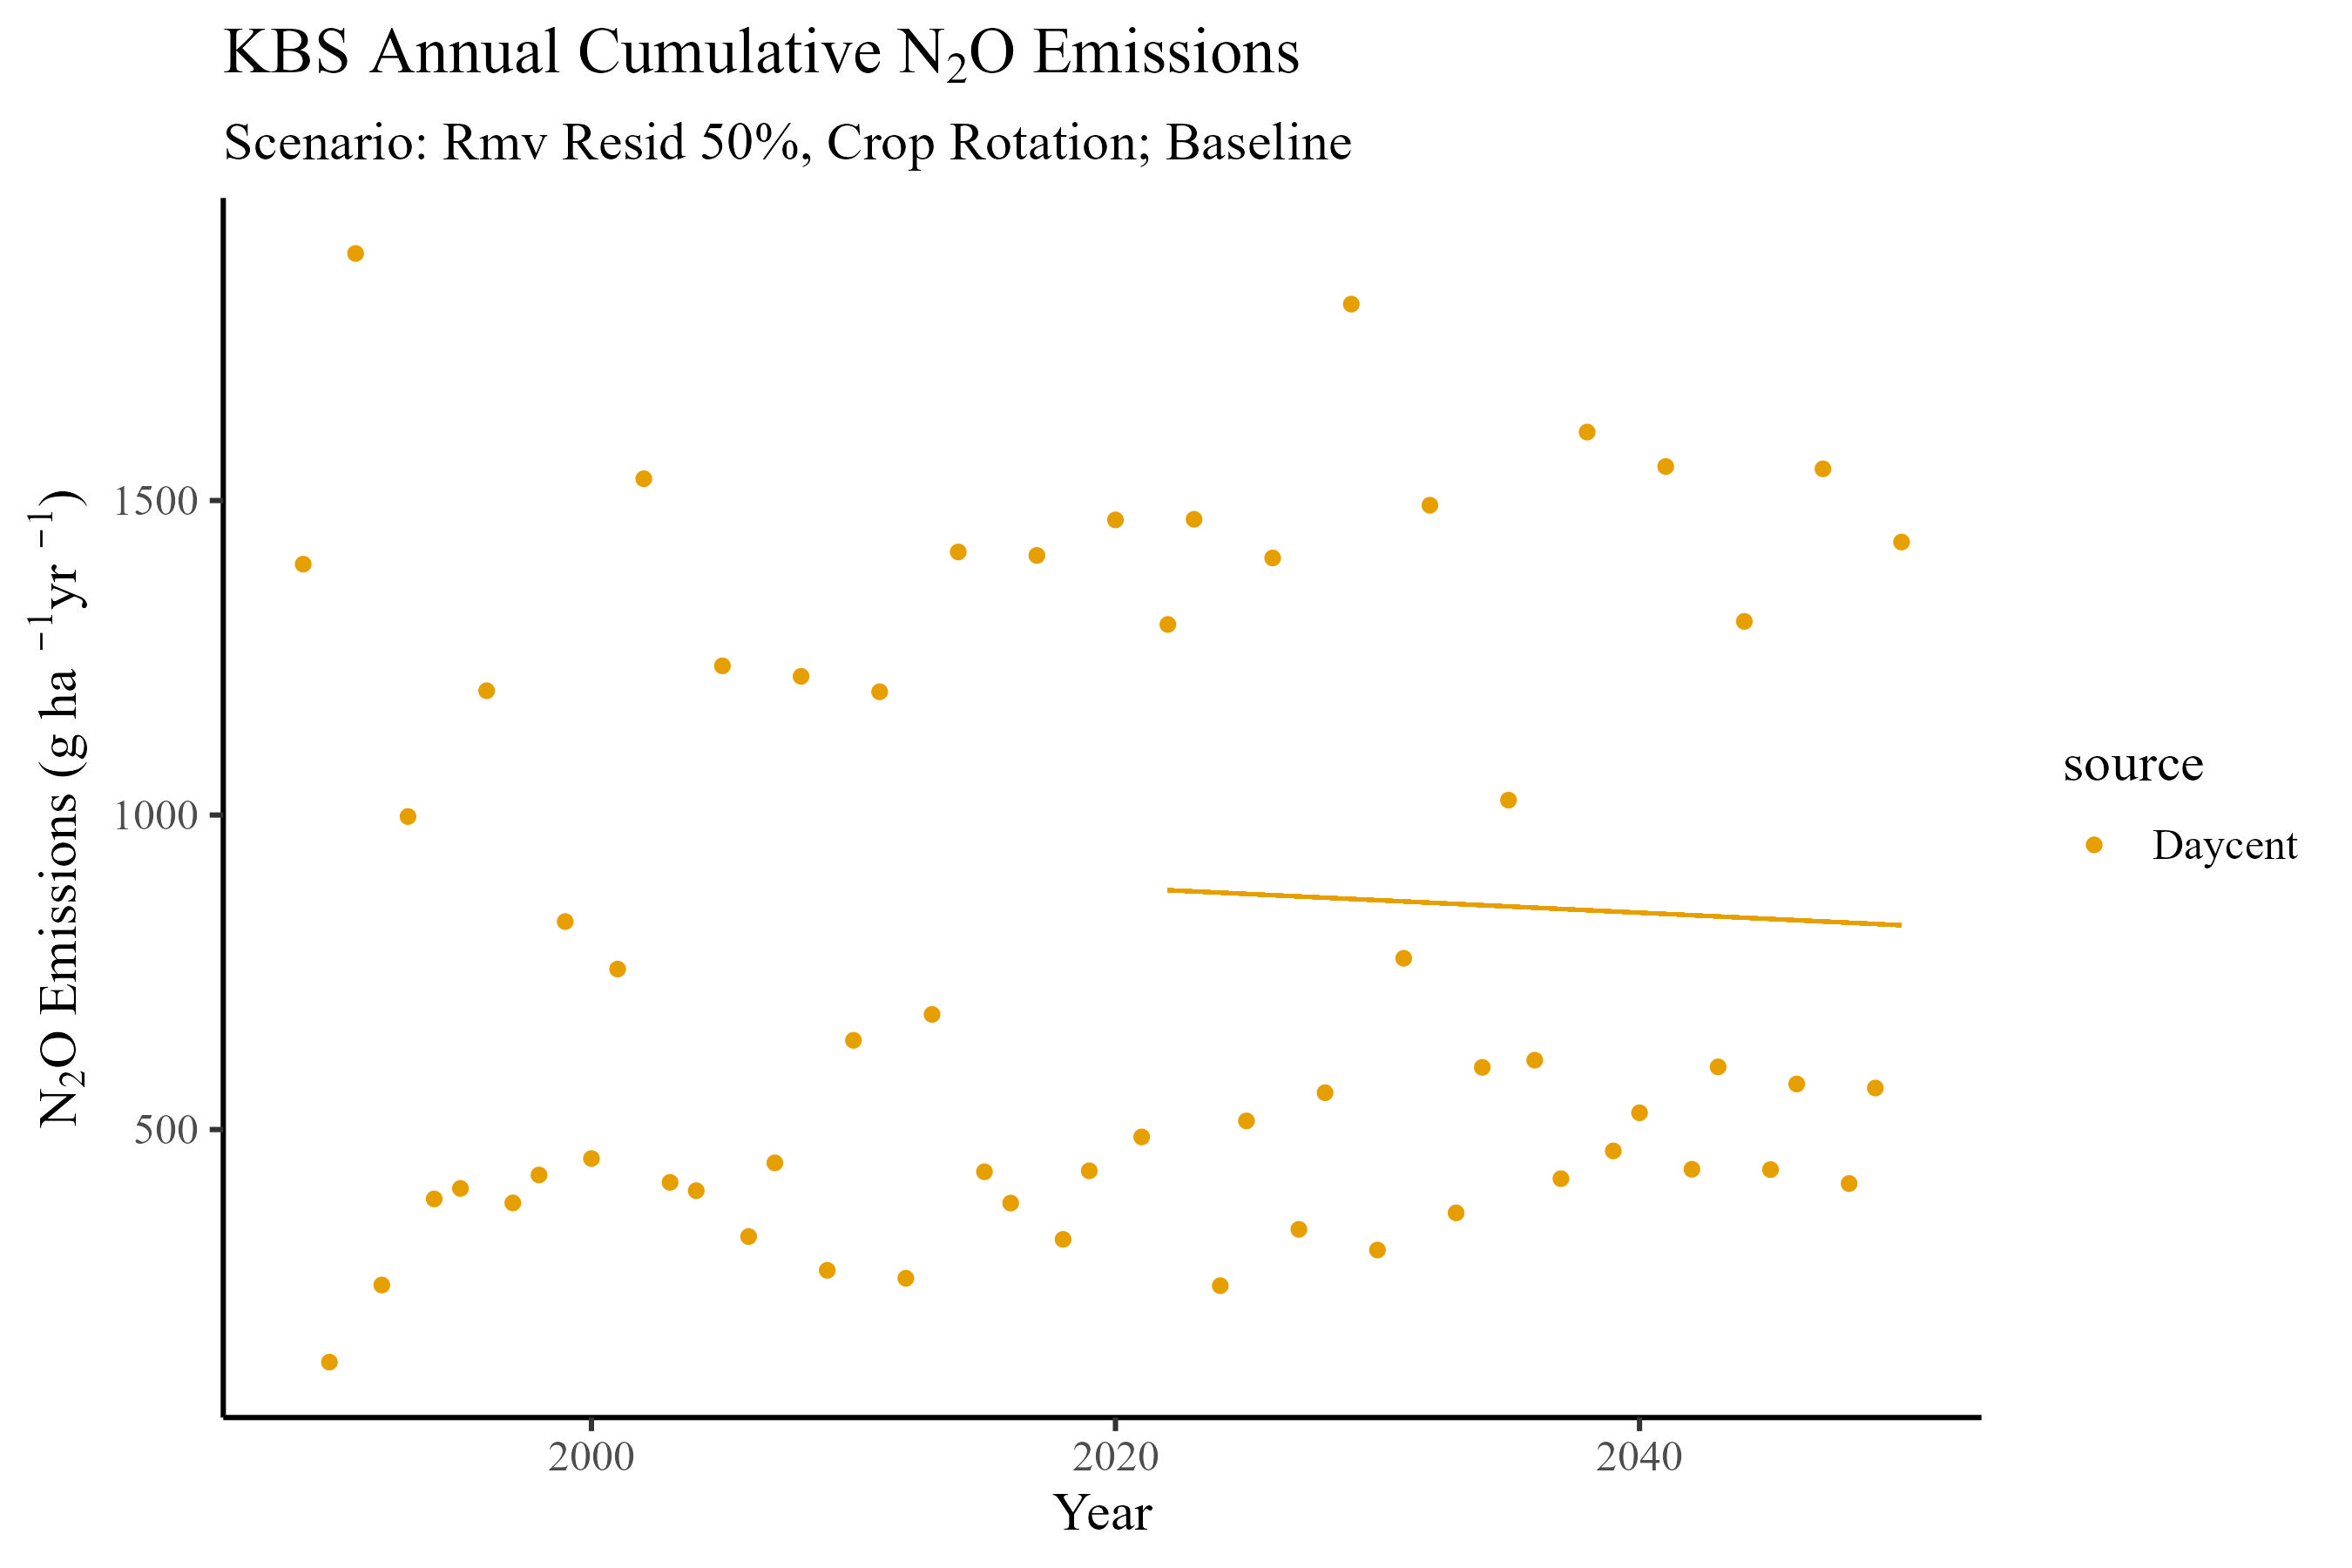 KBS Annual Cumulative N₂O Emissions
Scenario: Rmv Resid 50%, Crop Rotation; Baseline
N₂O Emissions (g ha⁻¹yr⁻¹)
1500
1000
500
2000
2020
2040
Year
source
Daycent